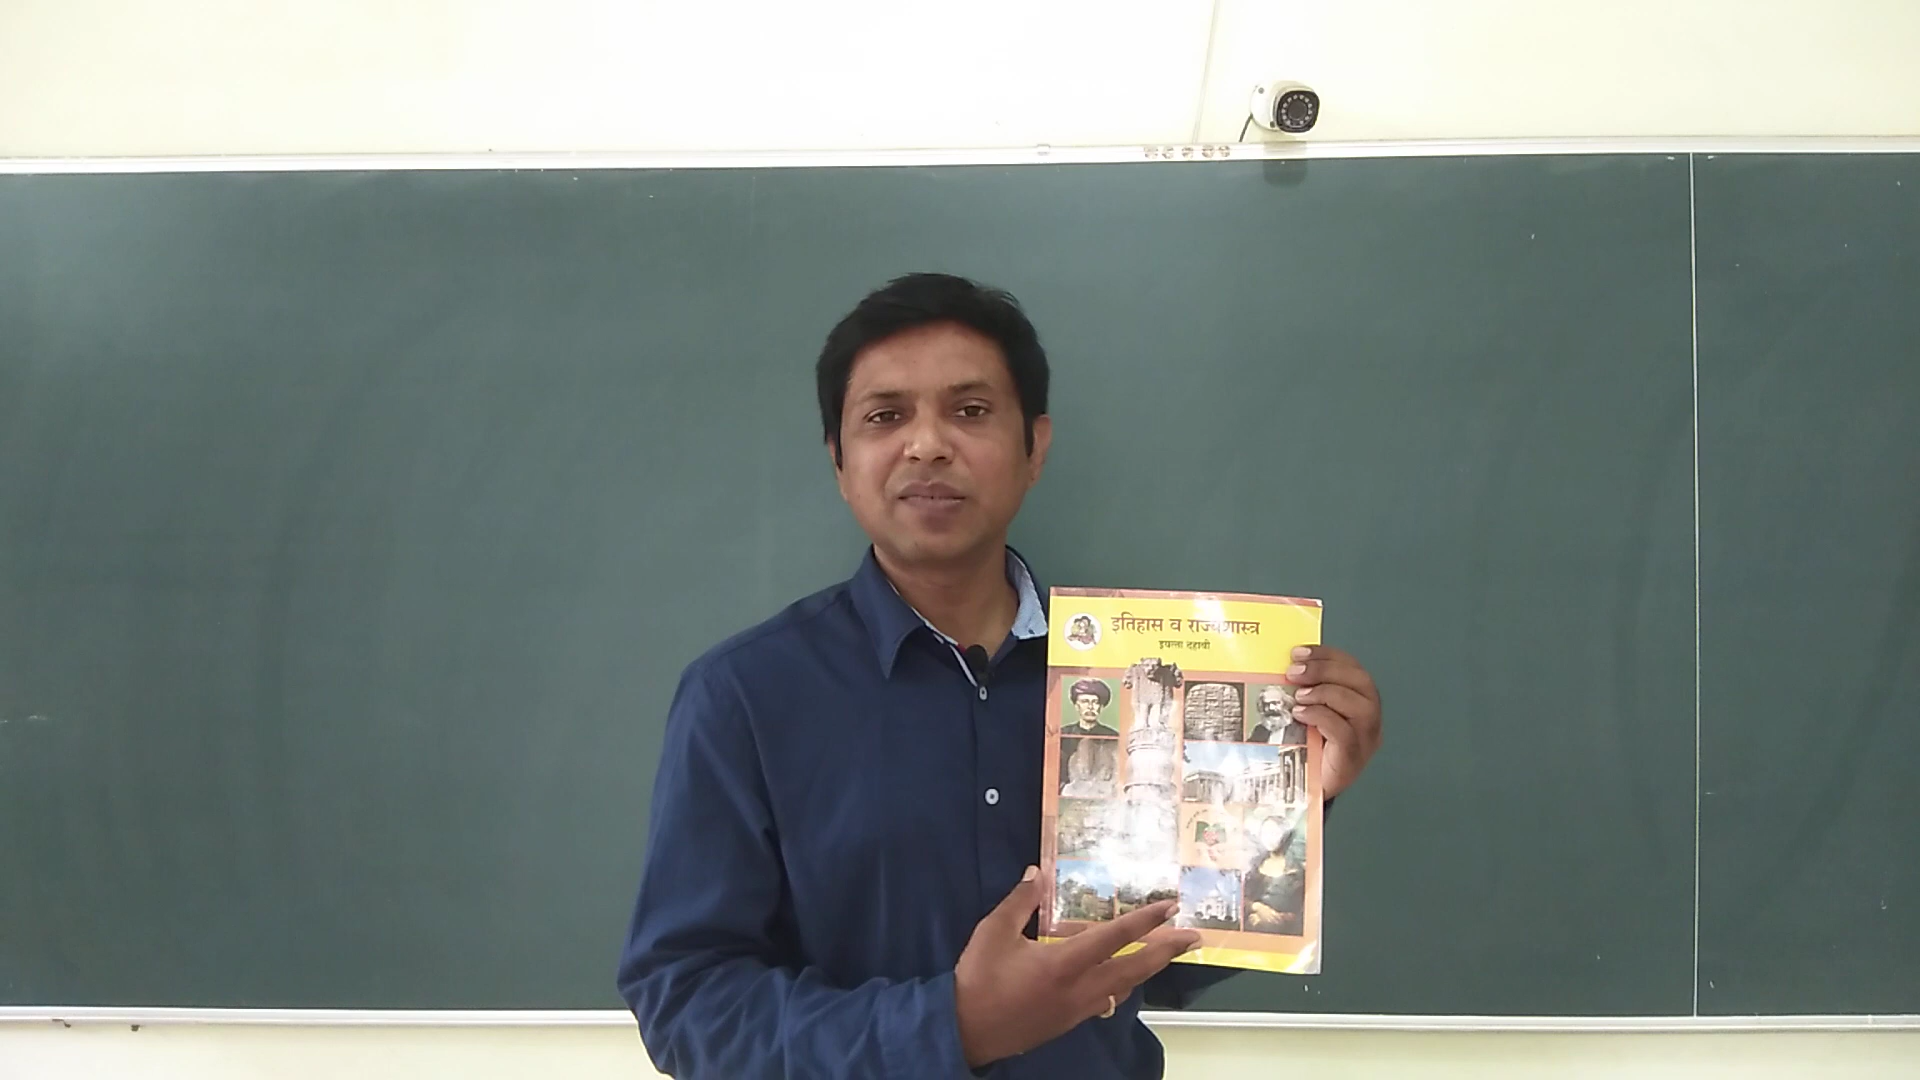 इतिहास व राज्यशास्त्र
इयत्ता दहावी